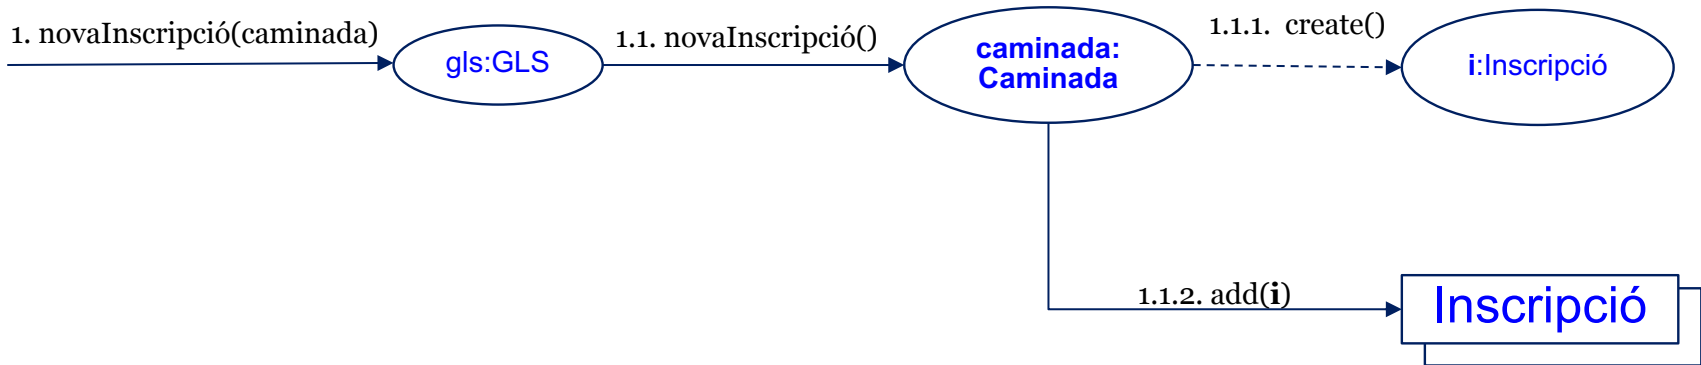 1. novaInscripció(caminada)
gls:GLS
1.1. novaInscripció()
caminada:
Caminada
1.1.1. create()
i:Inscripció
1.1.2. add(i)
Inscripció